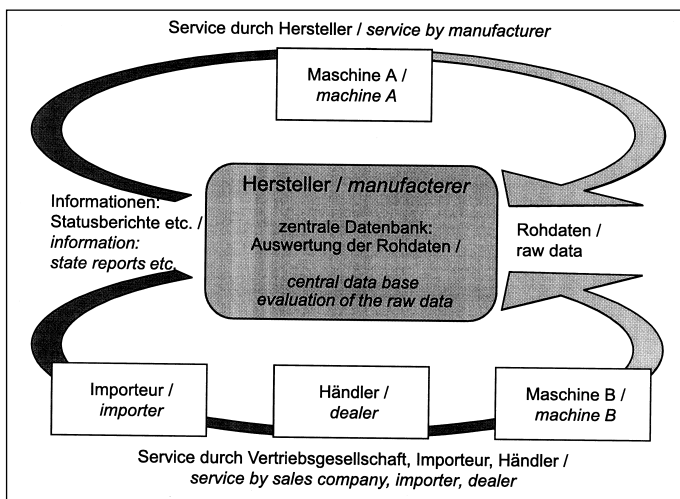 Service durch Hersteller / service by manufacturer
Maschine A /
machine A
Hersteller / manufacterer
zentrale Datenbank:
Auswertung der Rohdaten /
central data base
evaluation of the raw data
Informationen:
Statusberichte etc. /
information:
state reports etc.
Rohdaten /
raw data
Importeur /
importer
Händler /
dealer
Maschine B /
machine B
Service durch Vertriebsgesellschaft, Importeur, Händler /
service by sales company, importer, dealer